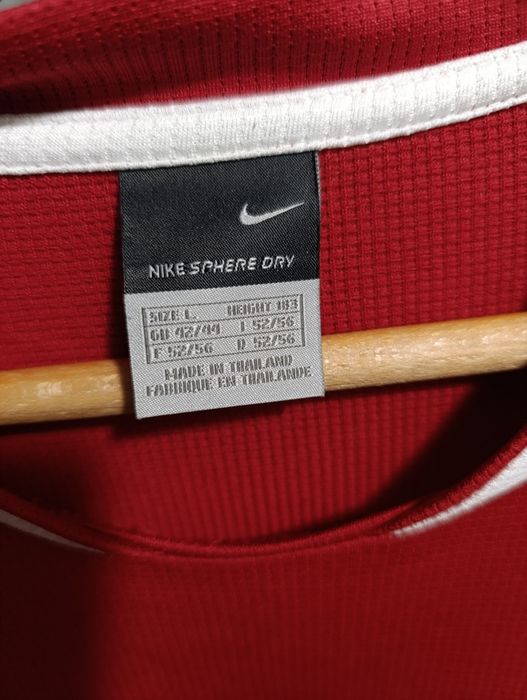 NIKE SPHERE DRY
SIZE L HEIGHT 183
GB 42/44 I 52/56
F 52/56 D 52/56
MADE IN THAILAND
FABRIQUE EN THAILANDE